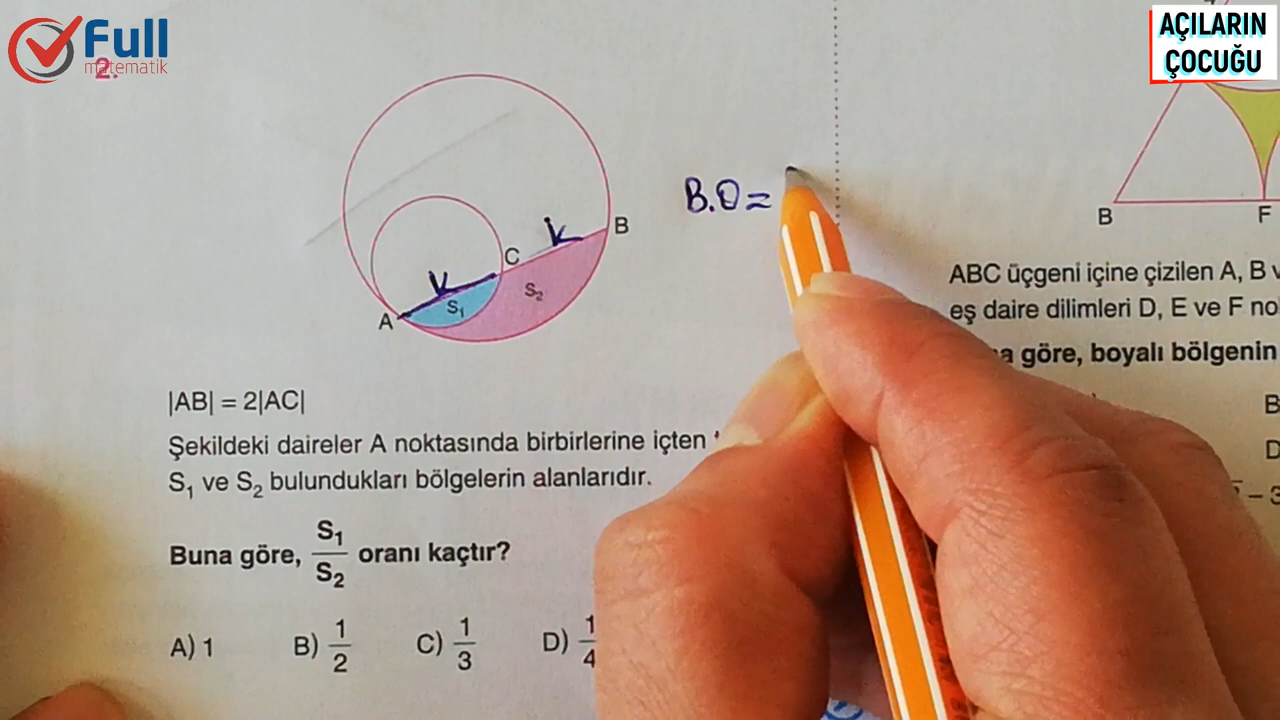 Full
matematik
AÇILARIN
ÇOCUĞU
2.
A
B
C
k
k
S₁
S₂
B.O =
B
F
|AB| = 2|AC|
Şekildeki daireler A noktasında birbirlerine içten
S₁ ve S₂ bulundukları bölgelerin alanlarıdır.
Buna göre, S₁/S₂ oranı kaçtır?
A) 1 B) 1/2 C) 1/3 D) 1/4
ABC üçgeni içine çizilen A, B
eş daire dilimleri D, E ve F
göre, boyalı bölgenin
B
D